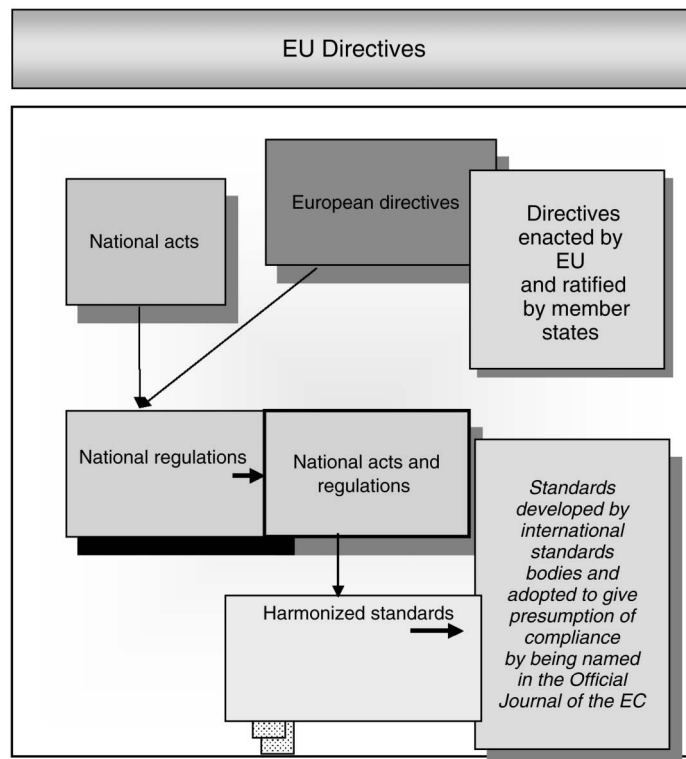 EU Directives
National acts
European directives
Directives
enacted by
EU
and ratified
by member
states
National regulations
National acts and
regulations
Standards
developed by
international
standards
bodies and
adopted to give
presumption of
compliance
by being named
in the Official
Journal of the EC
Harmonized standards